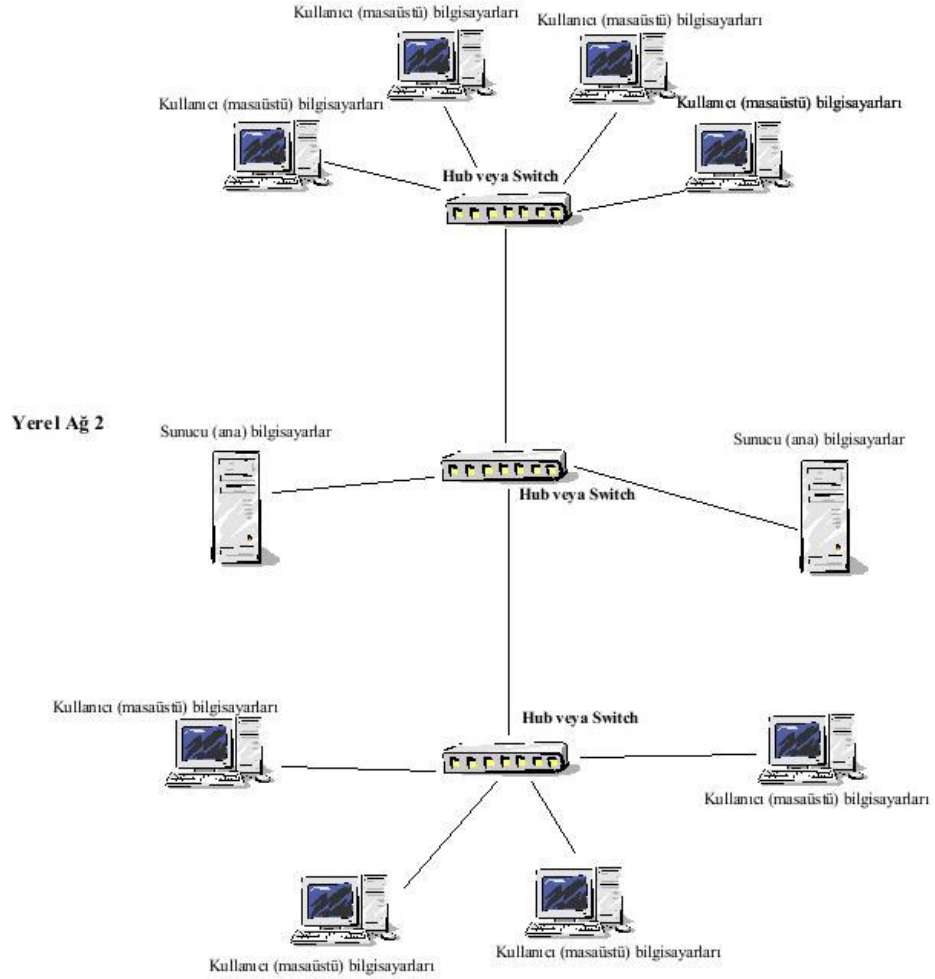 Kullanıcı (masaüstü) bilgisayarları
Kullanıcı (masaüstü) bilgisayarları
Kullanıcı (masaüstü) bilgisayarları
Kullanıcı (masaüstü) bilgisayarları
Hub veya Switch
Yerel Ağ 2
Sunucu (ana) bilgisayarlar
Sunucu (ana) bilgisayarlar
Hub veya Switch
Kullanıcı (masaüstü) bilgisayarları
Hub veya Switch
Kullanıcı (masaüstü) bilgisayarları
Kullanıcı (masaüstü) bilgisayarları
Kullanıcı (masaüstü) bilgisayarları